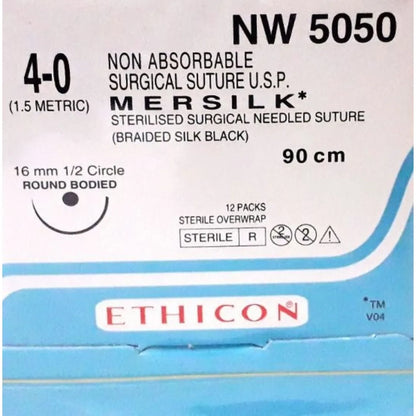 NW 5050
4-0
(1.5 METRIC)
NON ABSORBABLE
SURGICAL SUTURE U.S.P.
MERSILK*
STERILISED SURGICAL NEEDLED SUTURE
(BRAIDED SILK BLACK)
90 cm
16 mm 1/2 Circle
ROUND BODIED
12 PACKS
STERILE OVERWRAP
STERILE R
ETHICON®
*TM
V04